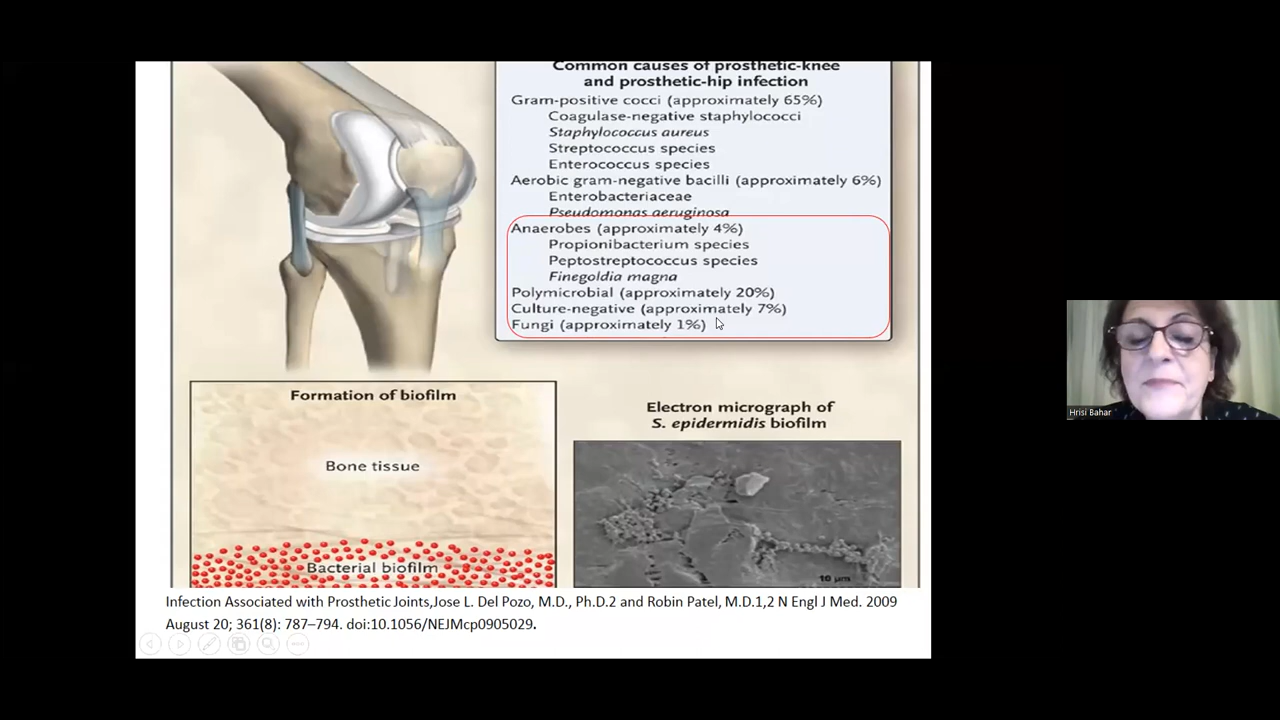 Common causes of prosthetic-knee
and prosthetic-hip infection
Gram-positive cocci (approximately 65%)
Coagulase-negative staphylococci
Staphylococcus aureus
Streptococcus species
Enterococcus species
Aerobic gram-negative bacilli (approximately 6%)
Enterobacteriaceae
Pseudomonas aeruginosa
Anaerobes (approximately 4%)
Propionibacterium species
Peptostreptococcus species
Finegoldia magna
Polymicrobial (approximately 20%)
Culture-negative (approximately 7%)
Fungi (approximately 1%)
Formation of biofilm
Bone tissue
Bacterial biofilm
Electron micrograph of
S. epidermidis biofilm
10 µm
Infection Associated with Prosthetic Joints,Jose L. Del Pozo, M.D., Ph.D.2 and Robin Patel, M.D.1,2 N Engl J Med. 2009
August 20; 361(8): 787–794. doi:10.1056/NEJMcp0905029.
Hrisi Bahar